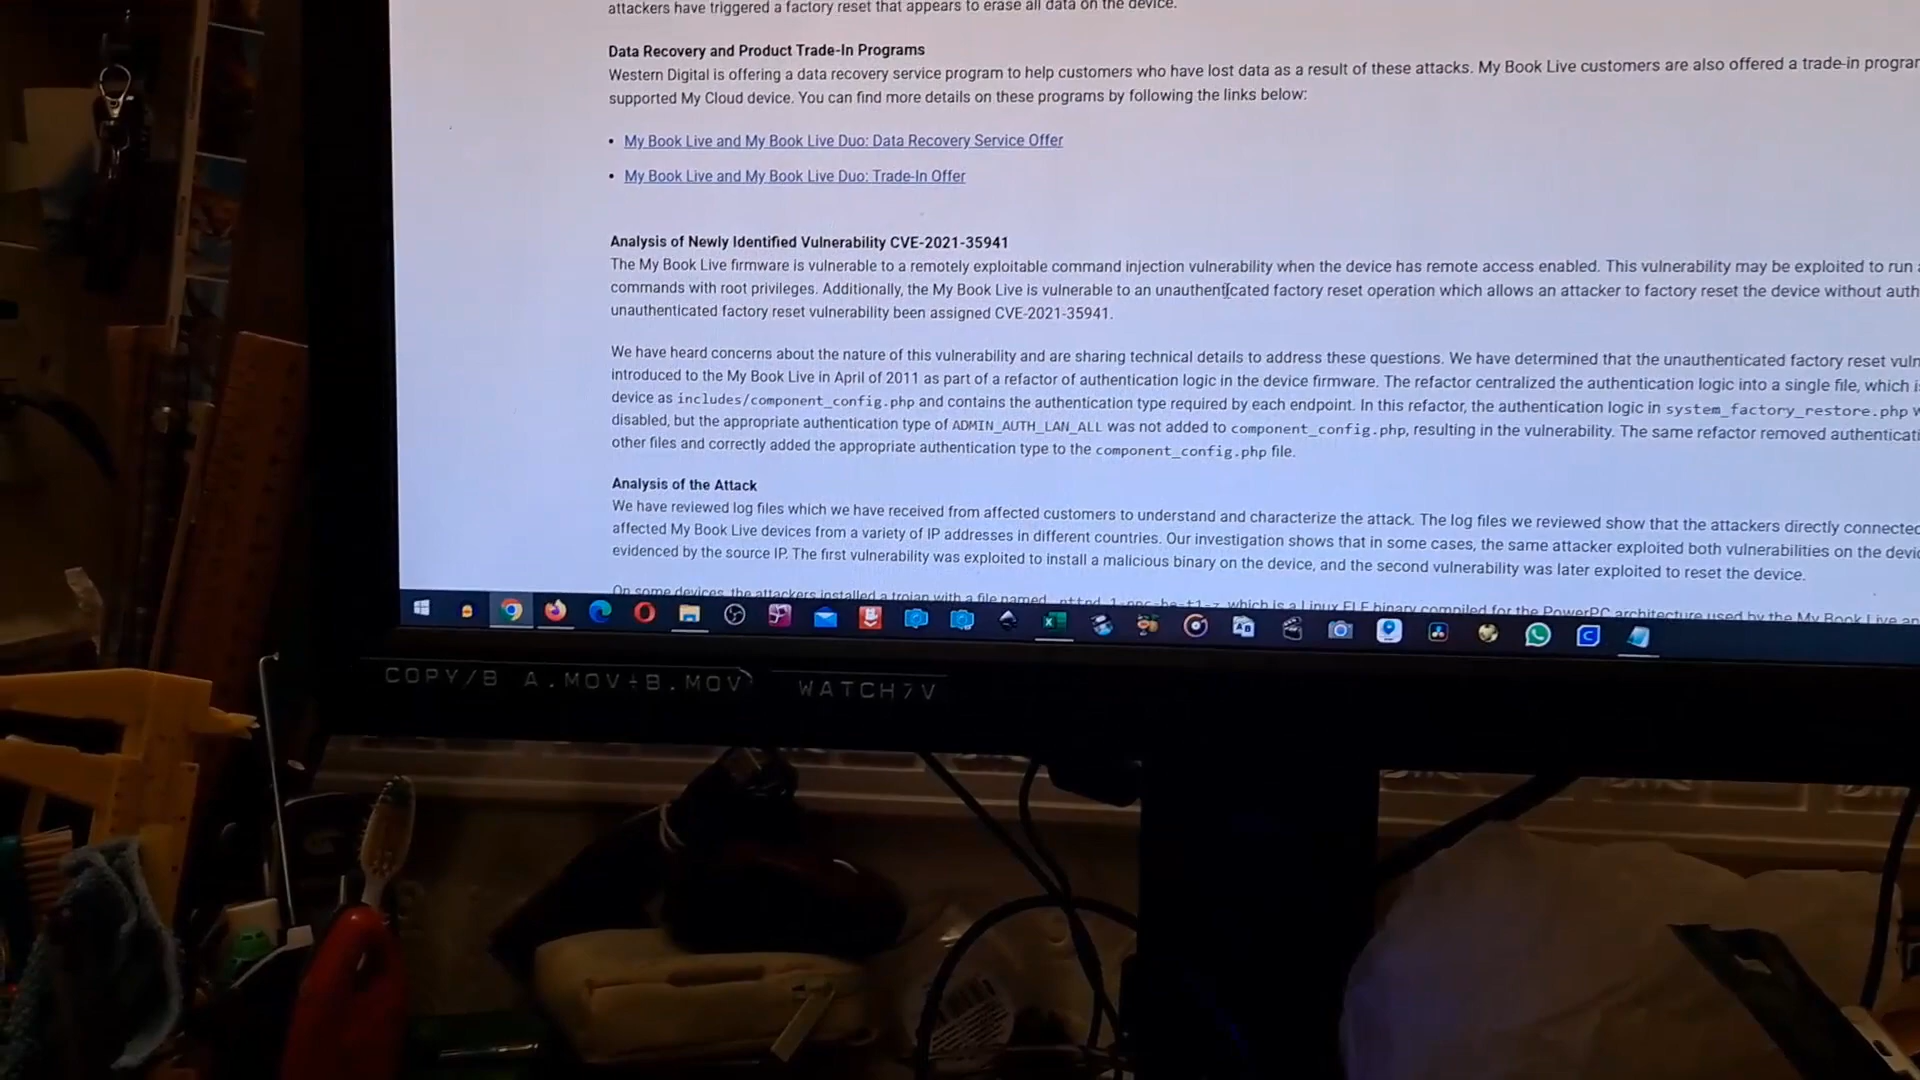 attackers have triggered a factory reset that appears to erase all data on the device.
Data Recovery and Product Trade-In Programs
Western Digital is offering a data recovery service program to help customers who have lost data as a result of these attacks. My Book Live customers are also offered a trade-in
supported My Cloud device. You can find more details on these programs by following the links below:
• My Book Live and My Book Live Duo: Data Recovery Service Offer
• My Book Live and My Book Live Duo: Trade-In Offer
Analysis of Newly Identified Vulnerability CVE-2021-35941
The My Book Live firmware is vulnerable to a remotely exploitable command injection vulnerability when the device has remote access enabled. This vulnerability may be exploited to run
commands with root privileges. Additionally, the My Book Live is vulnerable to an unauthenticated factory reset operation which allows an attacker to factory reset the device without
unauthenticated factory reset vulnerability been assigned CVE-2021-35941.
We have heard concerns about the nature of this vulnerability and are sharing technical details to address these questions. We have determined that the unauthenticated factory reset
introduced to the My Book Live in April of 2011 as part of a refactor of authentication logic in the device firmware. The refactor centralized the authentication logic into a single file, which
device as includes/component_config.php and contains the authentication type required by each endpoint. In this refactor, the authentication logic in system_factory_restore.php
disabled, but the appropriate authentication type of ADMIN_AUTH_LAN_ALL was not added to component_config.php, resulting in the vulnerability. The same refactor removed
other files and correctly added the appropriate authentication type to the component_config.php file.
Analysis of the Attack
We have reviewed log files which we have received from affected customers to understand and characterize the attack. The log files we reviewed show that the attackers directly connected
affected My Book Live devices from a variety of IP addresses in different countries. Our investigation shows that in some cases, the same attacker exploited both vulnerabilities on the
evidenced by the source IP. The first vulnerability was exploited to install a malicious binary on the device, and the second vulnerability was later exploited to reset the device.
On some devices, the attackers installed a trojan with a file named which is a Linux ELF binary compiled for the PowerPC architecture used by the My Book Live
COPY/B A.MOV+B.MOV WATCH7V